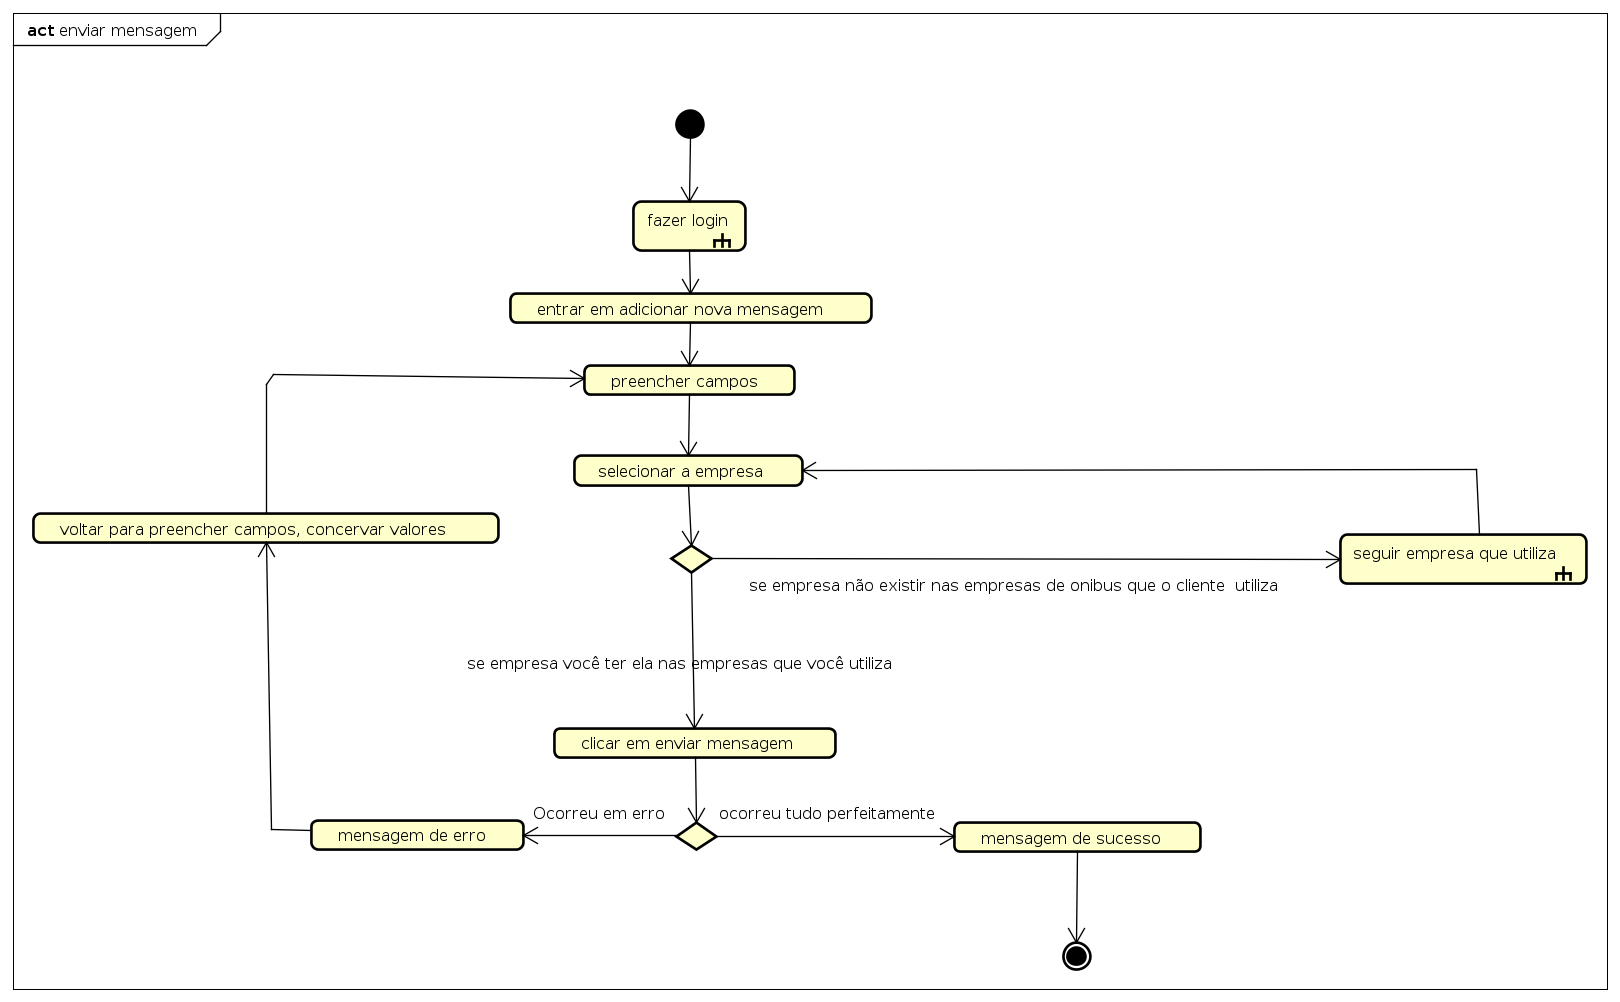 act enviar mensagem
fazer login
entrar em adicionar nova mensagem
preencher campos
selecionar a empresa
voltar para preencher campos, concervar valores
seguir empresa que utiliza
se empresa não existir nas empresas de onibus que o cliente  utiliza
se empresa você ter ela nas empresas que você utiliza
clicar em enviar mensagem
Ocorreu em erro
ocorreu tudo perfeitamente
mensagem de erro
mensagem de sucesso